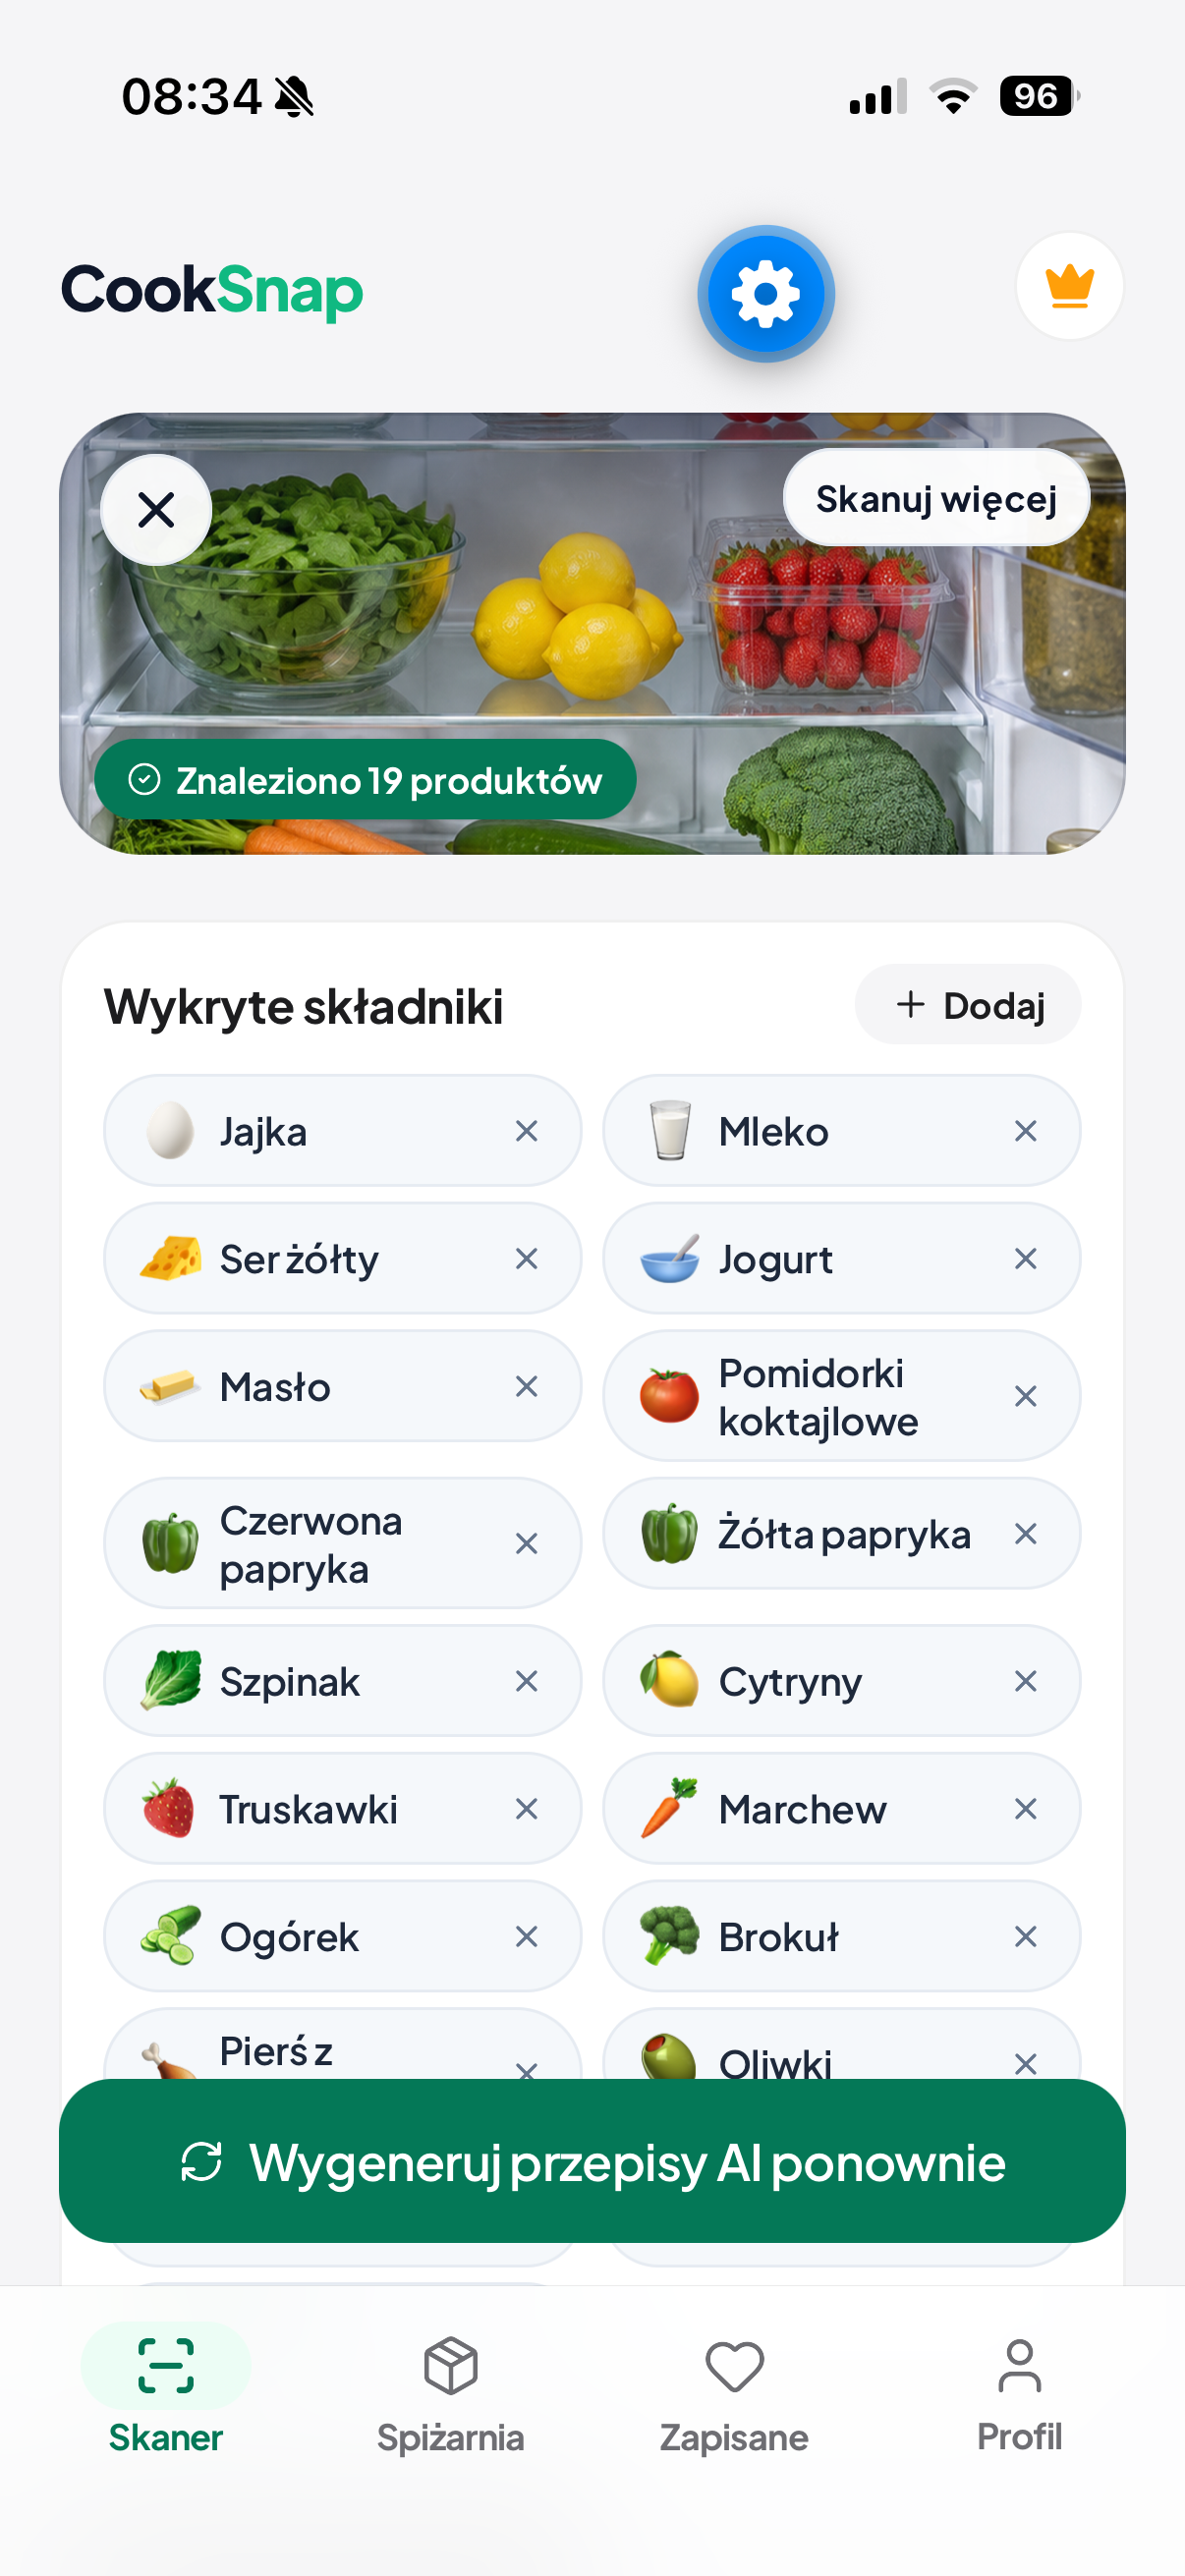 08:34
96
CookSnap
Skanuj więcej
Znaleziono 19 produktów
Wykryte składniki
+ Dodaj
Jajka
Mleko
Ser żółty
Jogurt
Masło
Pomidorki
koktajlowe
Czerwona
papryka
Żółta papryka
Szpinak
Cytryny
Truskawki
Marchew
Ogórek
Brokuł
Pierś z
Oliwki
Wygeneruj przepisy AI ponownie
Skaner
Spiżarnia
Zapisane
Profil